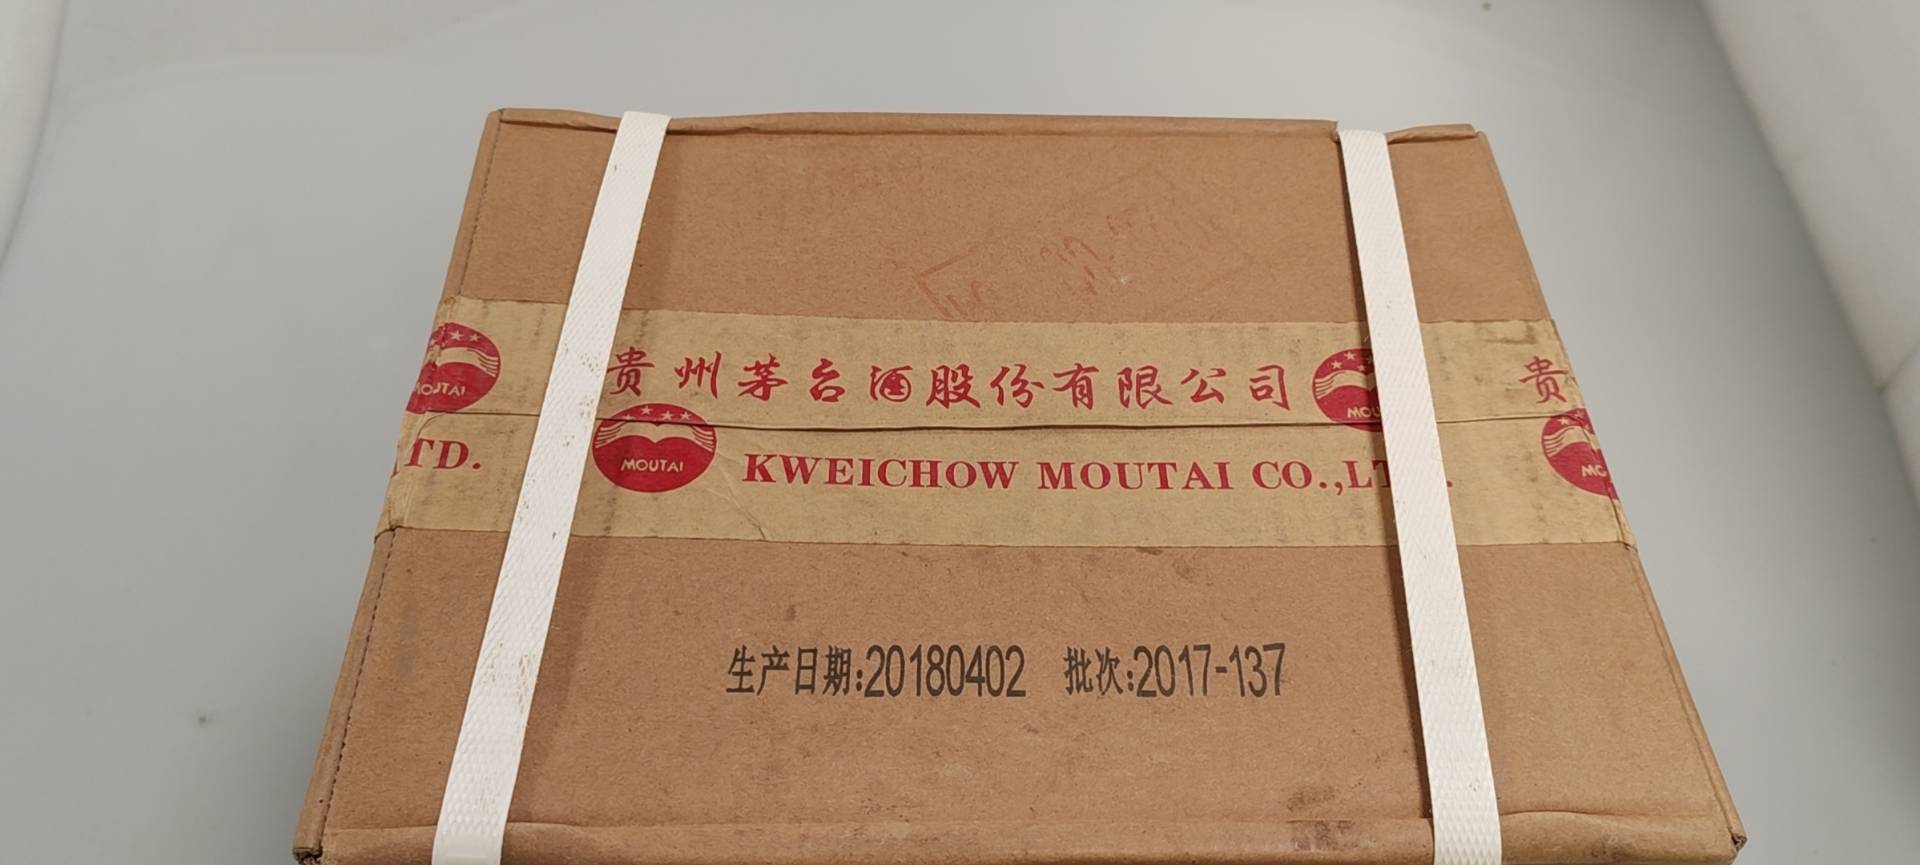 贵州茅台酒股份有限公司
贵
MOUTAI
MOUTAI
KWEICHOW MOUTAI CO.,LT
TD.
生产日期:20180402 批次:2017-137